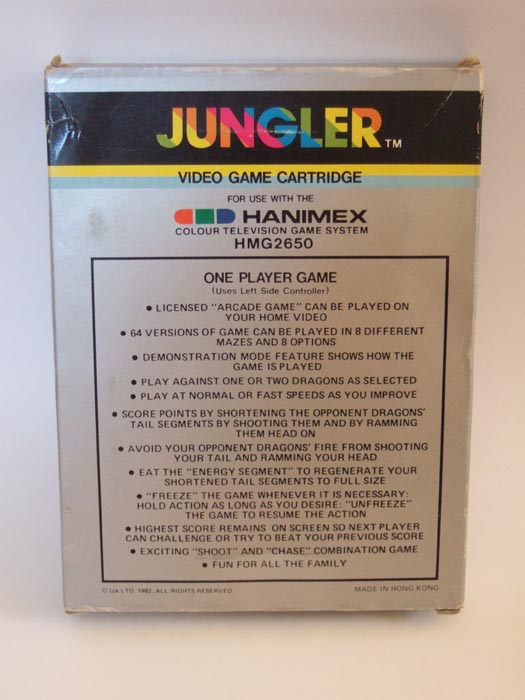 JUNGLER TM
VIDEO GAME CARTRIDGE
FOR USE WITH THE
HANIMEX
COLOUR TELEVISION GAME SYSTEM
HMG2650
ONE PLAYER GAME
(Uses Left Side Controller)
• LICENSED "ARCADE GAME" CAN BE PLAYED ON
YOUR HOME VIDEO
• 64 VERSIONS OF GAME CAN BE PLAYED IN 8 DIFFERENT
MAZES AND 8 OPTIONS
• DEMONSTRATION MODE FEATURE SHOWS HOW THE
GAME IS PLAYED
• PLAY AGAINST ONE OR TWO DRAGONS AS SELECTED
• PLAY AT NORMAL OR FAST SPEEDS AS YOU IMPROVE
• SCORE POINTS BY SHORTENING THE OPPONENT DRAGONS'
TAIL SEGMENTS BY SHOOTING THEM AND BY RAMMING
THEM HEAD ON
• AVOID YOUR OPPONENT DRAGONS' FIRE FROM SHOOTING
YOUR TAIL AND RAMMING YOUR HEAD
• EAT THE "ENERGY SEGMENT" TO REGENERATE YOUR
SHORTENED TAIL SEGMENTS TO FULL SIZE
• "FREEZE" THE GAME WHENEVER IT IS NECESSARY:
HOLD ACTION AS LONG AS YOU DESIRE: "UNFREEZE"
THE GAME TO RESUME THE ACTION
• HIGHEST SCORE REMAINS ON SCREEN SO NEXT PLAYER
CAN CHALLENGE OR TRY TO BEAT YOUR PREVIOUS SCORE
• EXCITING "SHOOT" AND "CHASE" COMBINATION GAME
• FUN FOR ALL THE FAMILY
© UA LTD. 1982. ALL RIGHTS RESERVED
MADE IN HONG KONG